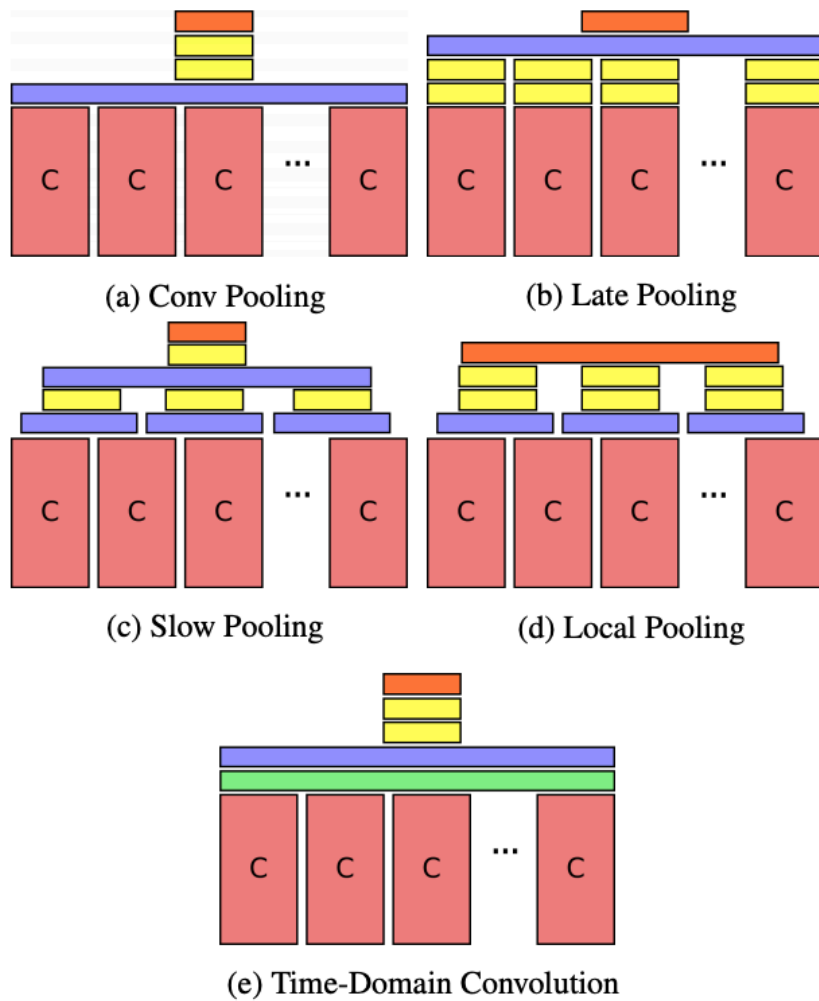 C C C ... C
C C C ... C
(a) Conv Pooling
(b) Late Pooling
C C C ... C
C C C ... C
(c) Slow Pooling
(d) Local Pooling
C C C ... C
(e) Time-Domain Convolution